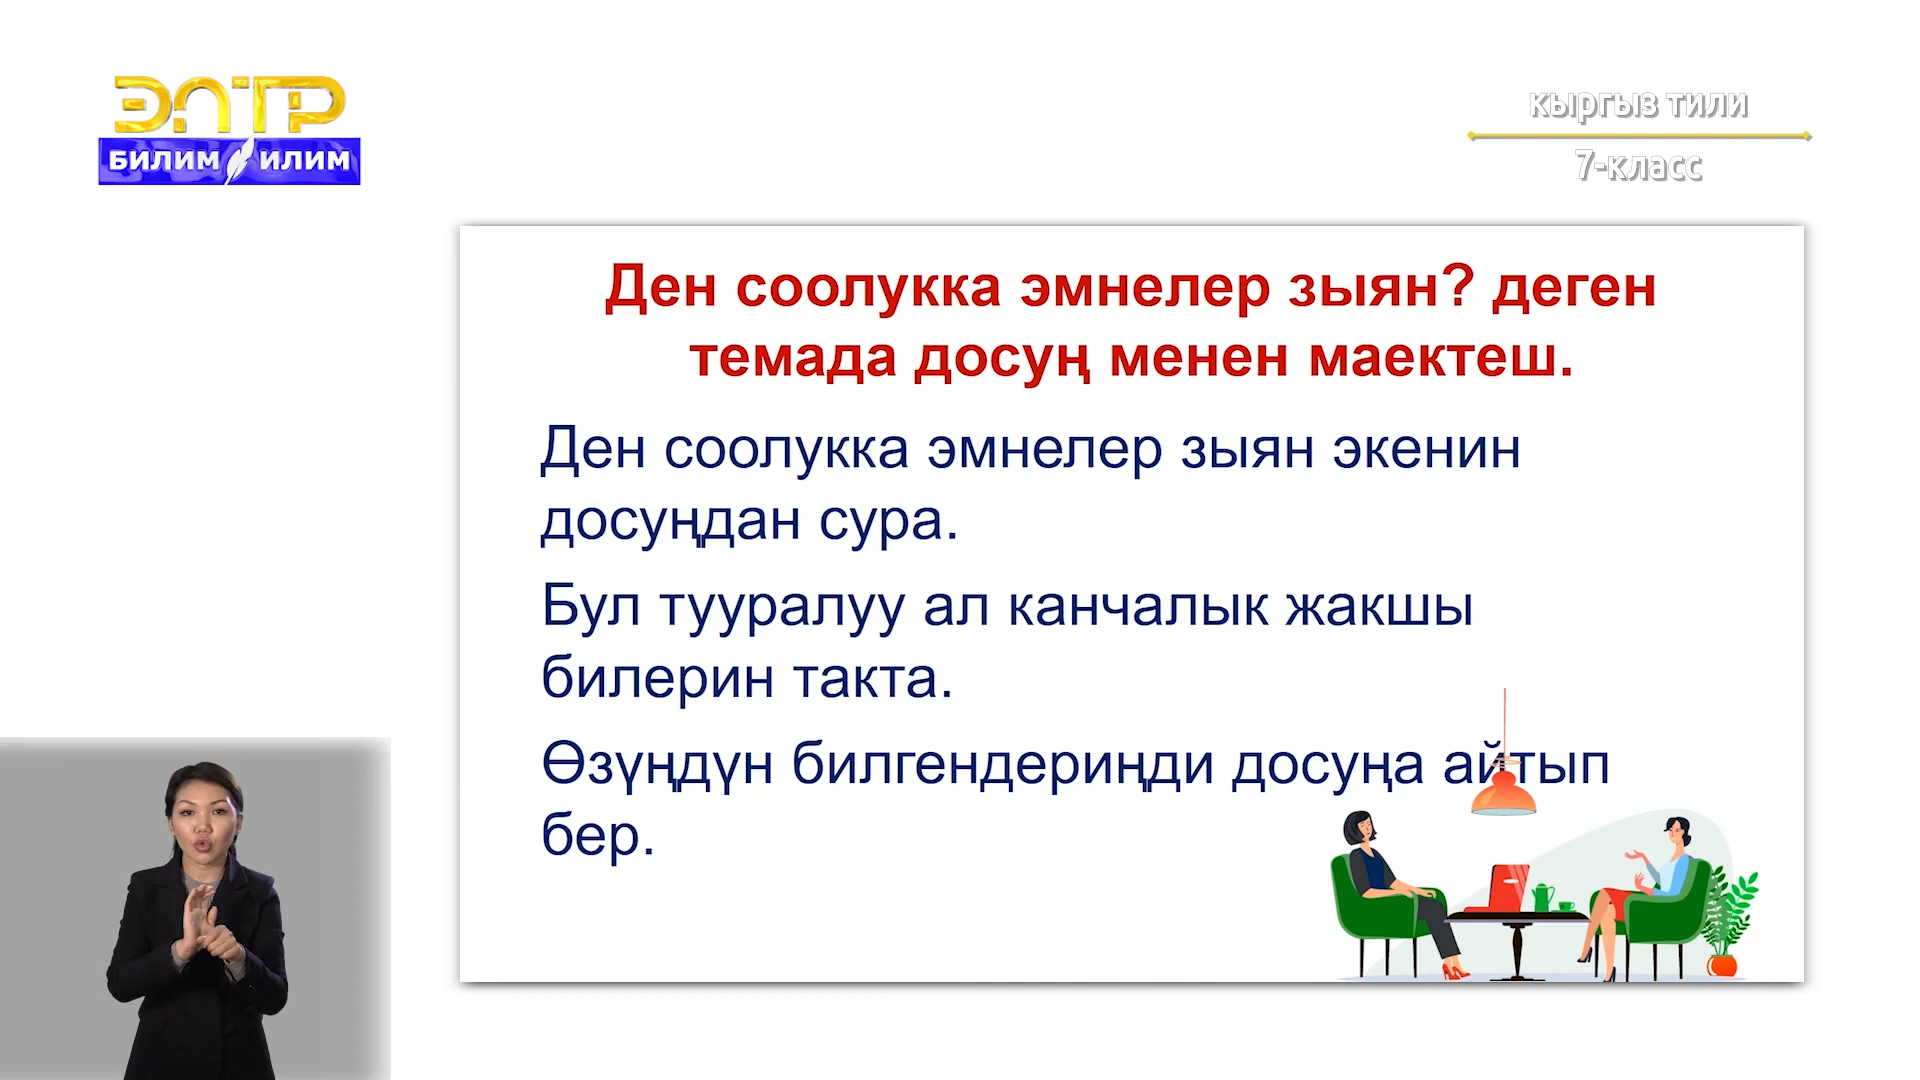 ЭЛТР
БИЛИМ ИЛИМ
кыргыз тили
7-класс
Ден соолукка эмнелер зыян? деген
темада досуң менен маектеш.
Ден соолукка эмнелер зыян экенин
досуңдан сура.
Бул тууралуу ал канчалык жакшы
билерин такта.
Өзүңдүн билгендериңди досуңа айтып
бер.